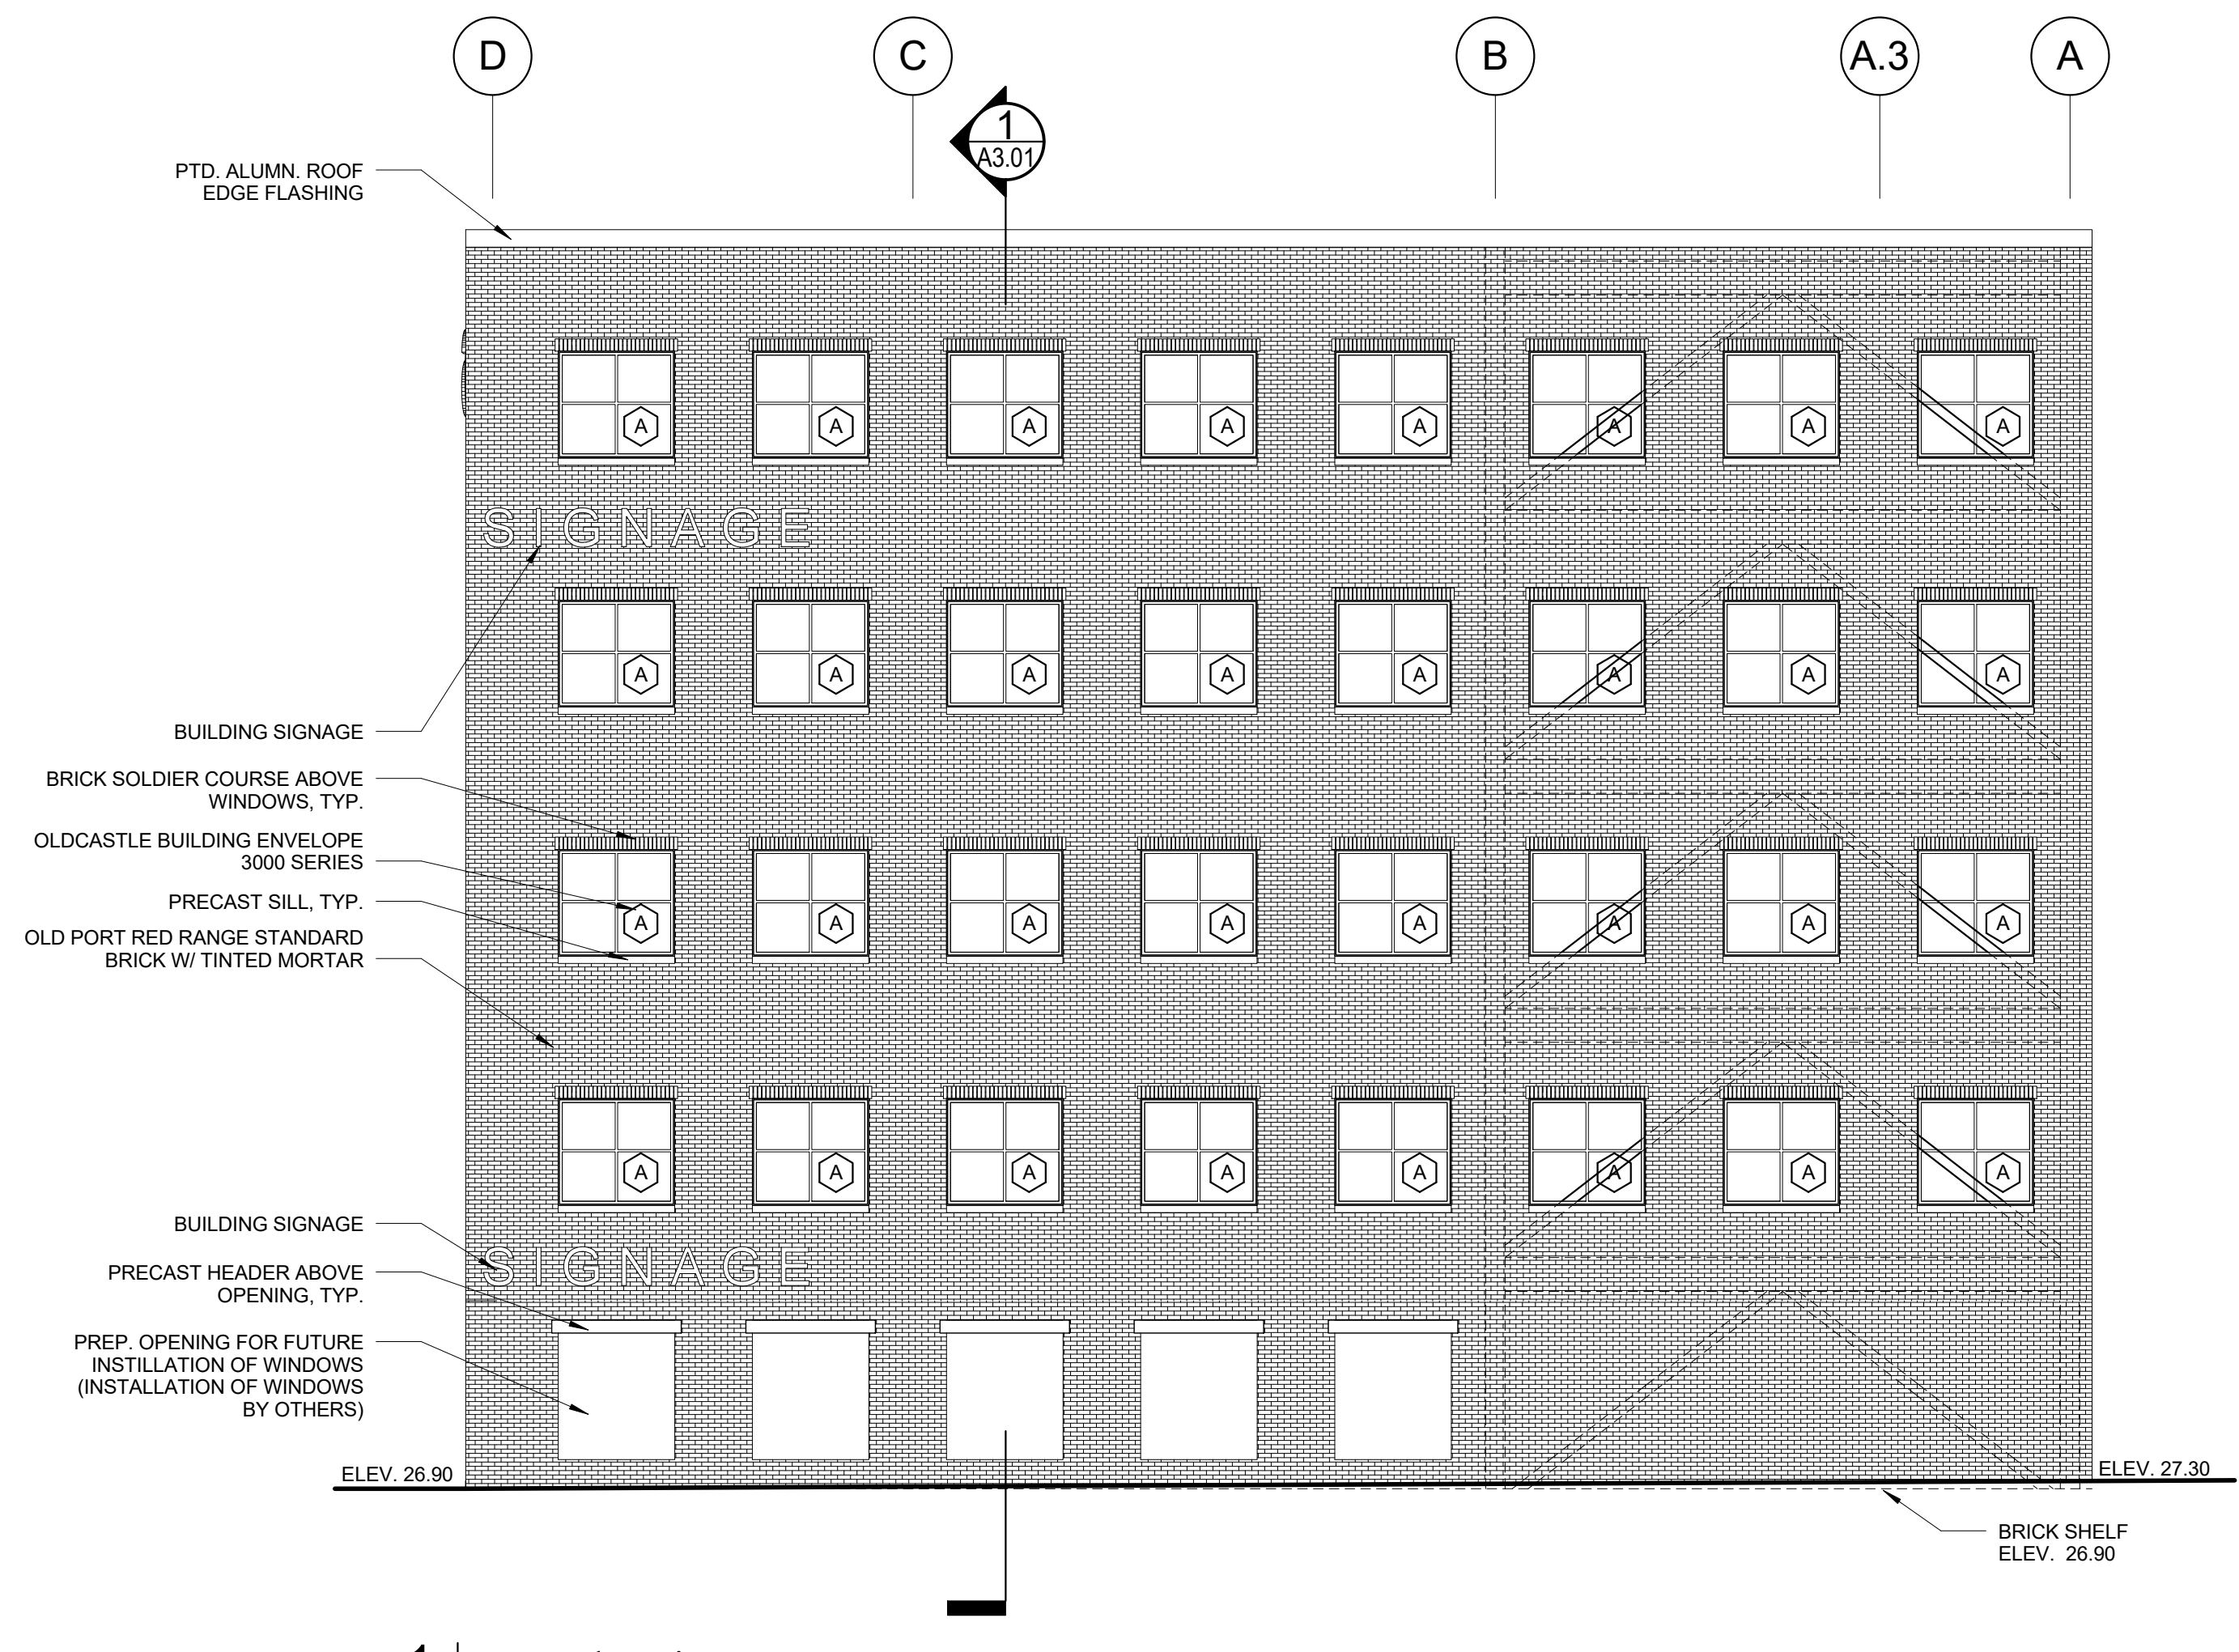 D
C
B
A.3
A
1
A3.01
PTD. ALUMN. ROOF
EDGE FLASHING
A A A A A A A A
SIGNAGE
A A A A A A A A
BUILDING SIGNAGE
BRICK SOLDIER COURSE ABOVE
WINDOWS, TYP.
OLDCASTLE BUILDING ENVELOPE
3000 SERIES
PRECAST SILL, TYP.
A A A A A A A A
OLD PORT RED RANGE STANDARD
BRICK W/ TINTED MORTAR
A A A A A A A A
BUILDING SIGNAGE
SIGNAGE
PRECAST HEADER ABOVE
OPENING, TYP.
PREP. OPENING FOR FUTURE
INSTILLATION OF WINDOWS
(INSTALLATION OF WINDOWS
BY OTHERS)
ELEV. 26.90
ELEV. 27.30
BRICK SHELF
ELEV. 26.90